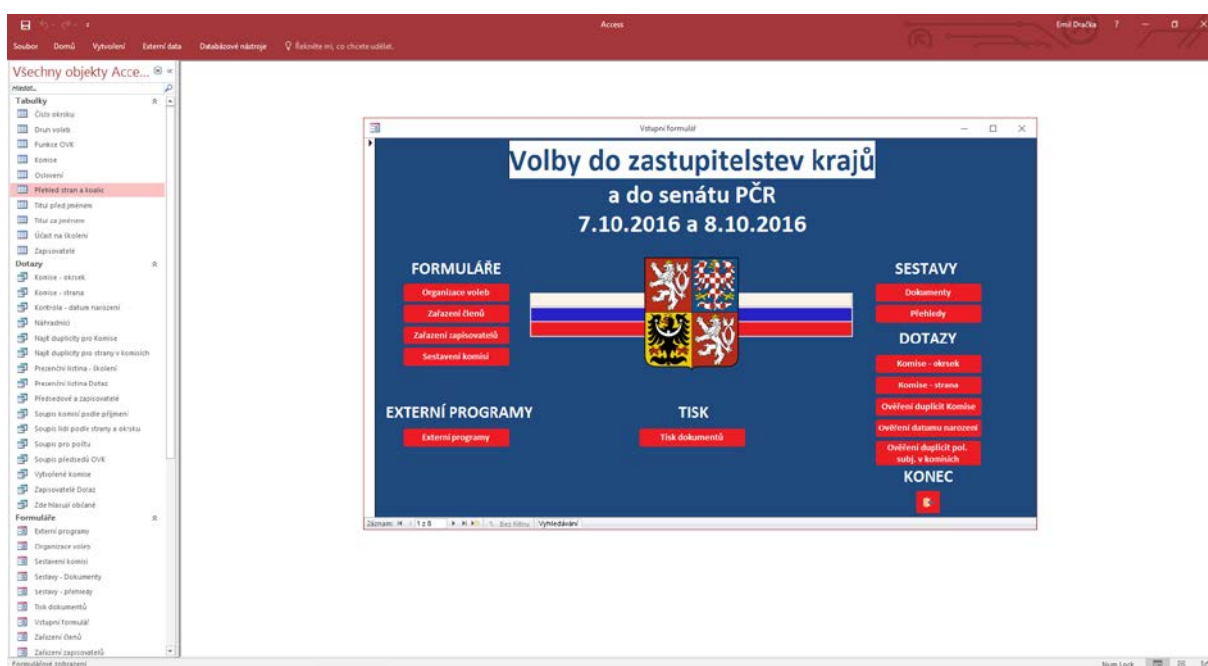 Access
Emil Dračka
?
Soubor Domů Vytvoření Externí data Databázové nástroje Řekněte mi, co chcete udělat.
Všechny objekty Acce...
Hledat...
Tabulky
Číslo okrsku
Druh voleb
Funkce OVK
Komise
Oslovení
Přehled stran a koalic
Titul před jménem
Titul za jménem
Účast na školení
Zapisovatelé
Dotazy
Komise - okrsek
Komise - strana
Kontrola - datum narození
Náhradníci
Najít duplicity pro Komise
Najít duplicity pro strany v komisích
Prezenční listina - školení
Prezenční listina Dotaz
Předsedové a zapisovatelé
Soupis komisí podle příjmení
Soupis lidí podle strany a okrsku
Soupis pro poštu
Soupis předsedů OVK
Vytvořené komise
Zapisovatelé Dotaz
Zde hlasují občané
Formuláře
Externí programy
Organizace voleb
Sestavení komisí
Sestavy - Dokumenty
Sestavy - přehledy
Tisk dokumentů
Vstupní formulář
Zařazení členů
Zařazení zapisovatelů
Formulářové zobrazení
Vstupní formulář
Volby do zastupitelstev krajů
a do senátu PČR
7.10.2016 a 8.10.2016
FORMULÁŘE
Organizace voleb
Zařazení členů
Zařazení zapisovatelů
Sestavení komisí
EXTERNÍ PROGRAMY
Externí programy
TISK
Tisk dokumentů
SESTAVY
Dokumenty
Přehledy
DOTAZY
Komise - okrsek
Komise - strana
Ověření duplicit Komise
Ověření datumu narození
Ověření duplicit pol.
subj. v komisích
KONEC
Záznam: 1 z 8 Bez filtru Vyhledávání
Num Lock